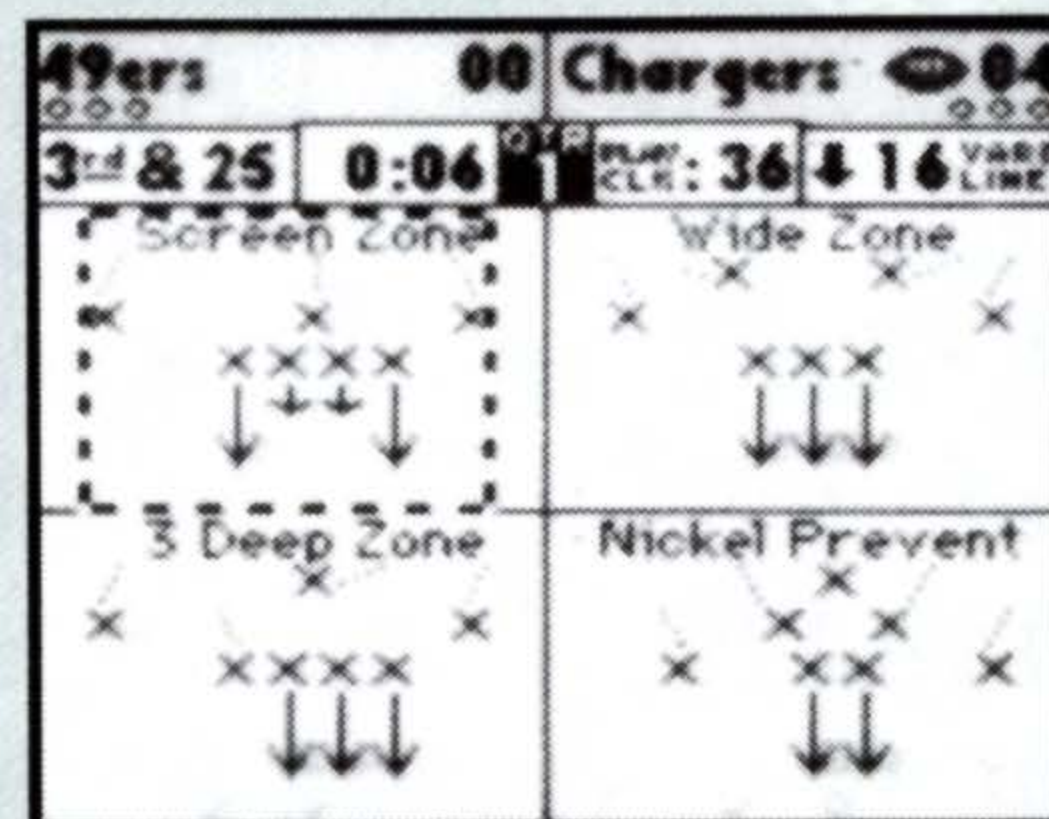 49ers 00 Chargers 04
3rd & 25 0:06 QTR 1 PLAY CLK: 36 16 YARD LINE
Screen Zone Wide Zone
3 Deep Zone Nickel Prevent